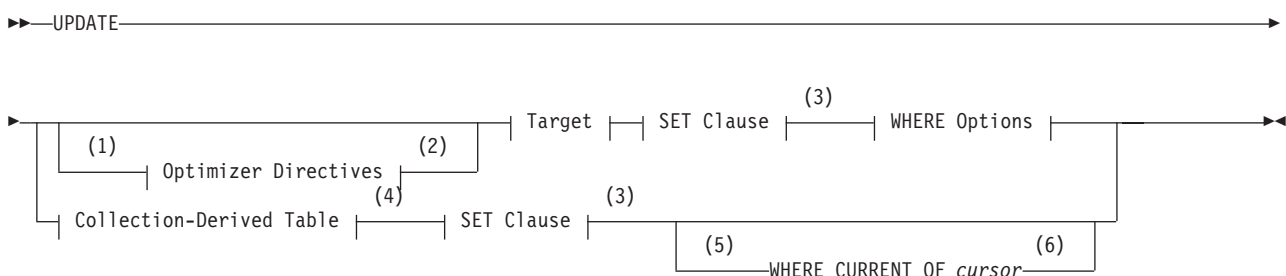 UPDATE
(1) (2) Target SET Clause (3) WHERE Options
Optimizer Directives
Collection-Derived Table (4) SET Clause (3)
(5) (6)
WHERE CURRENT OF cursor